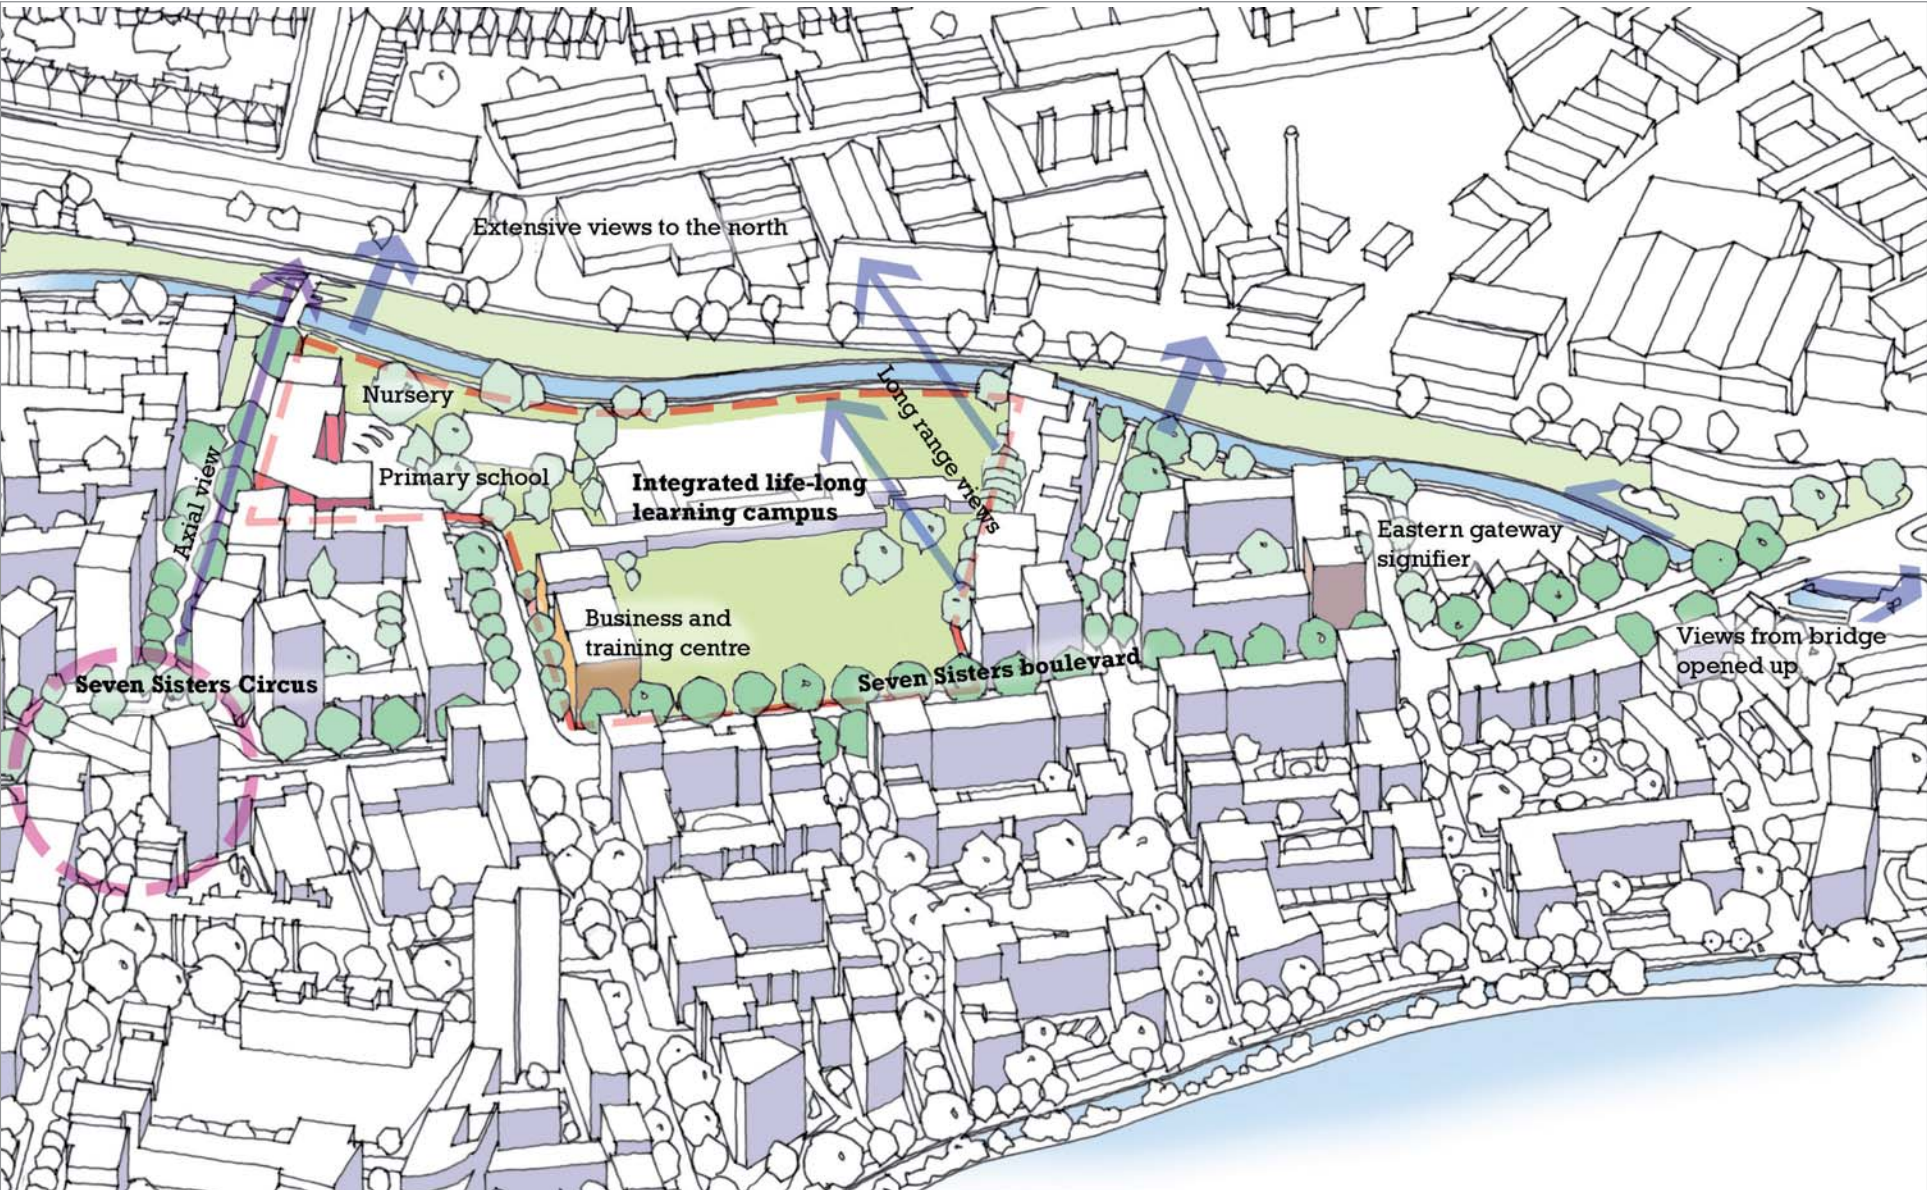 Extensive views to the north
Nursery
Long range views
Axial view
Primary school
Integrated life-long
learning campus
Eastern gateway
signifier
Business and
training centre
Views from bridge
opened up
Seven Sisters boulevard
Seven Sisters Circus